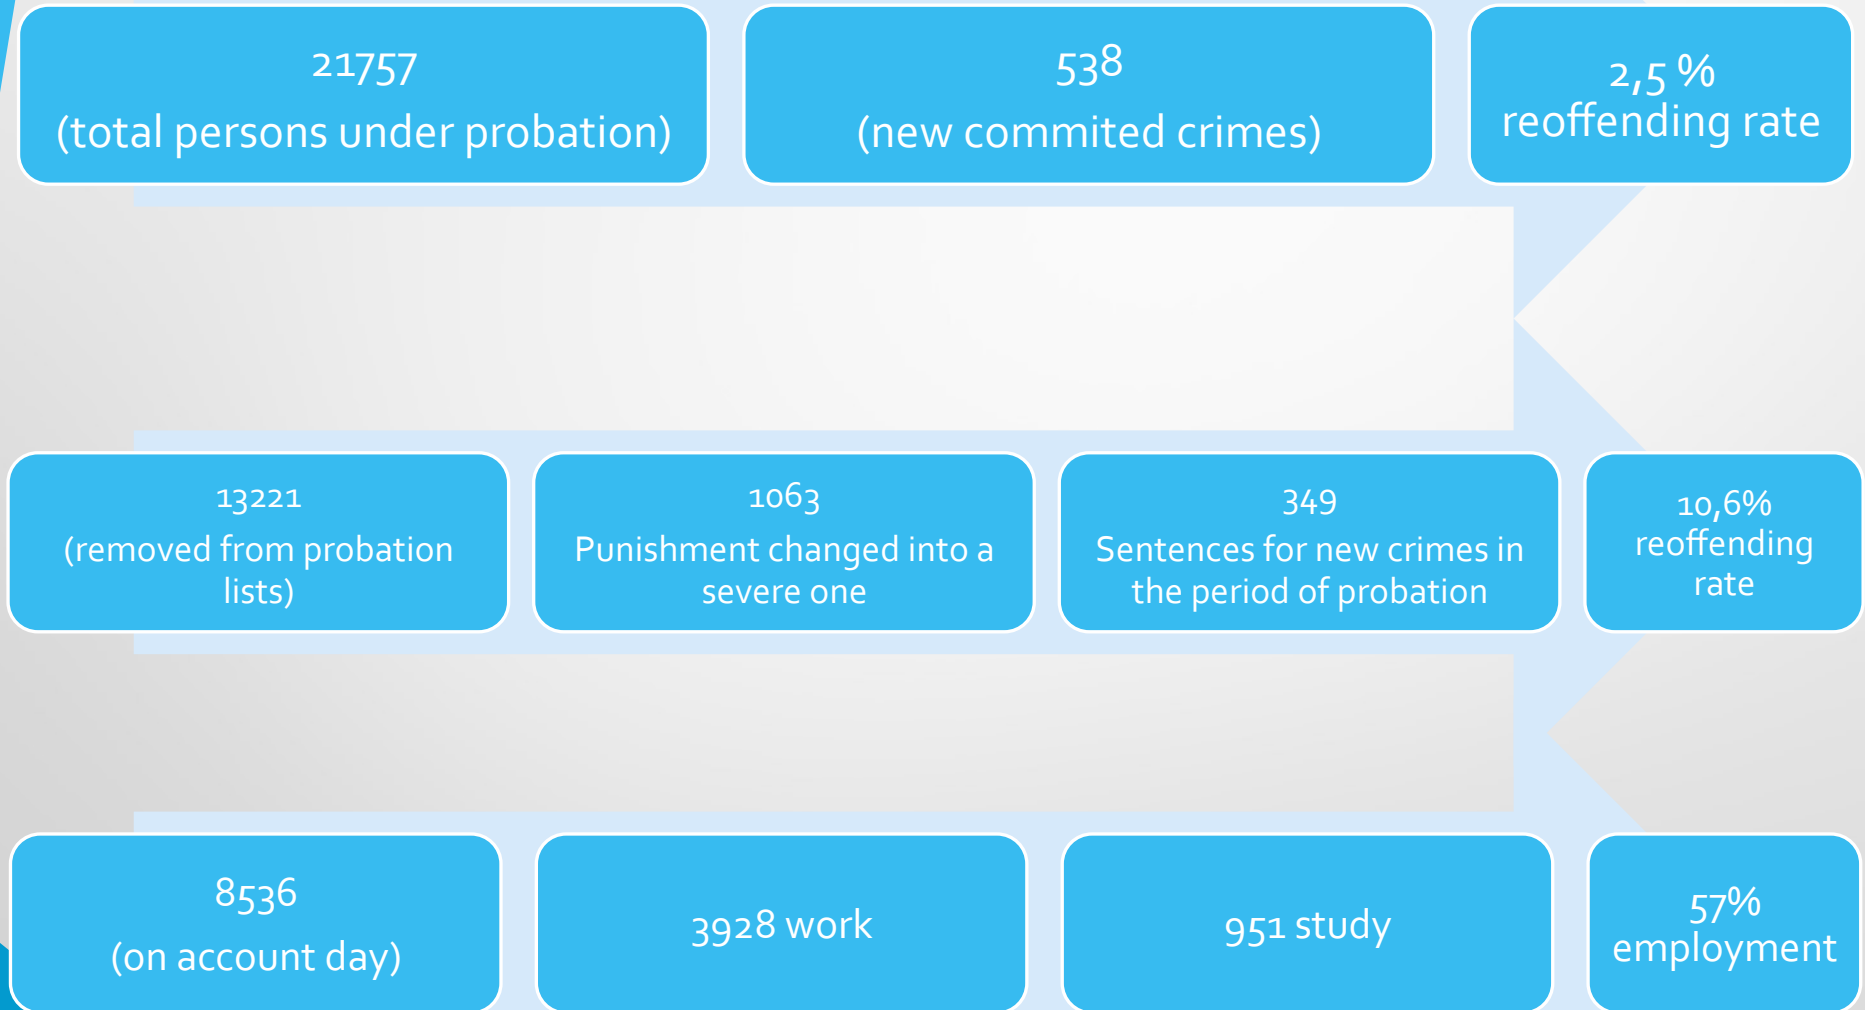 21757
(total persons under probation)
538
(new commited crimes)
2,5 %
reoffending rate
13221
(removed from probation
lists)
1063
Punishment changed into a
severe one
349
Sentences for new crimes in
the period of probation
10,6%
reoffending
rate
8536
(on account day)
3928 work
951 study
57%
employment